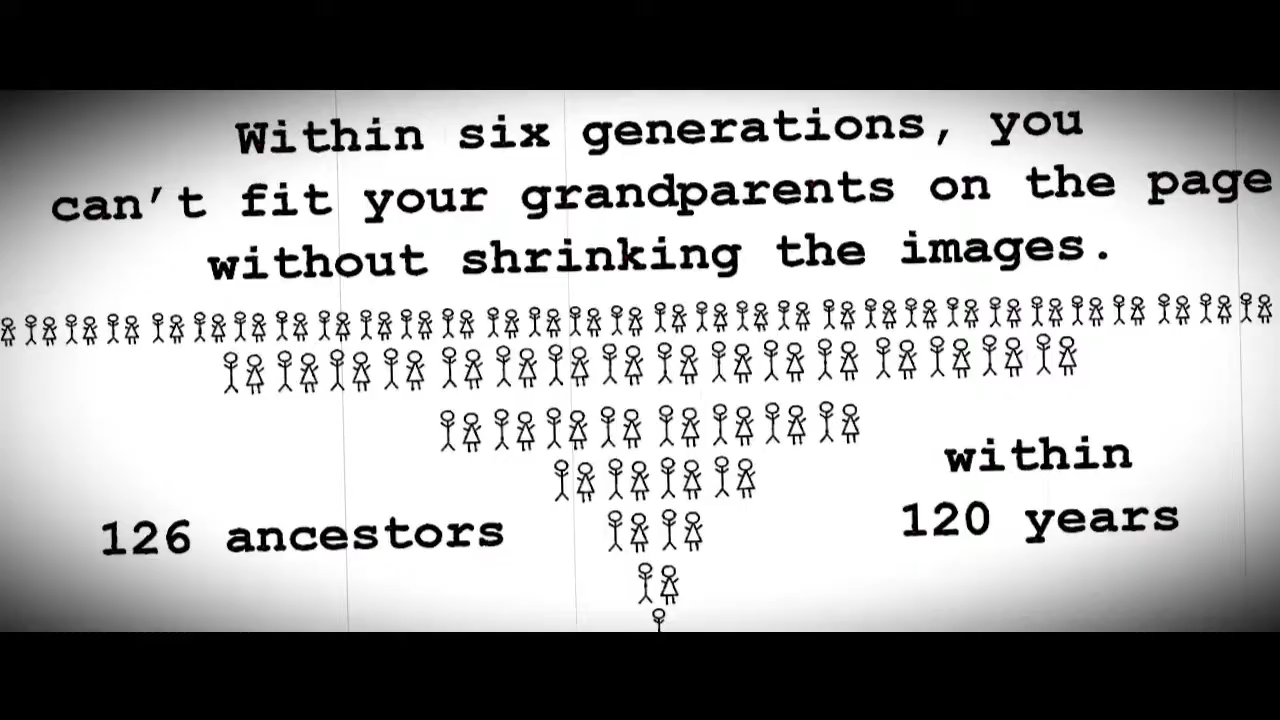 Within six generations, you
can't fit your grandparents on the page
without shrinking the images.
within
126 ancestors
120 years